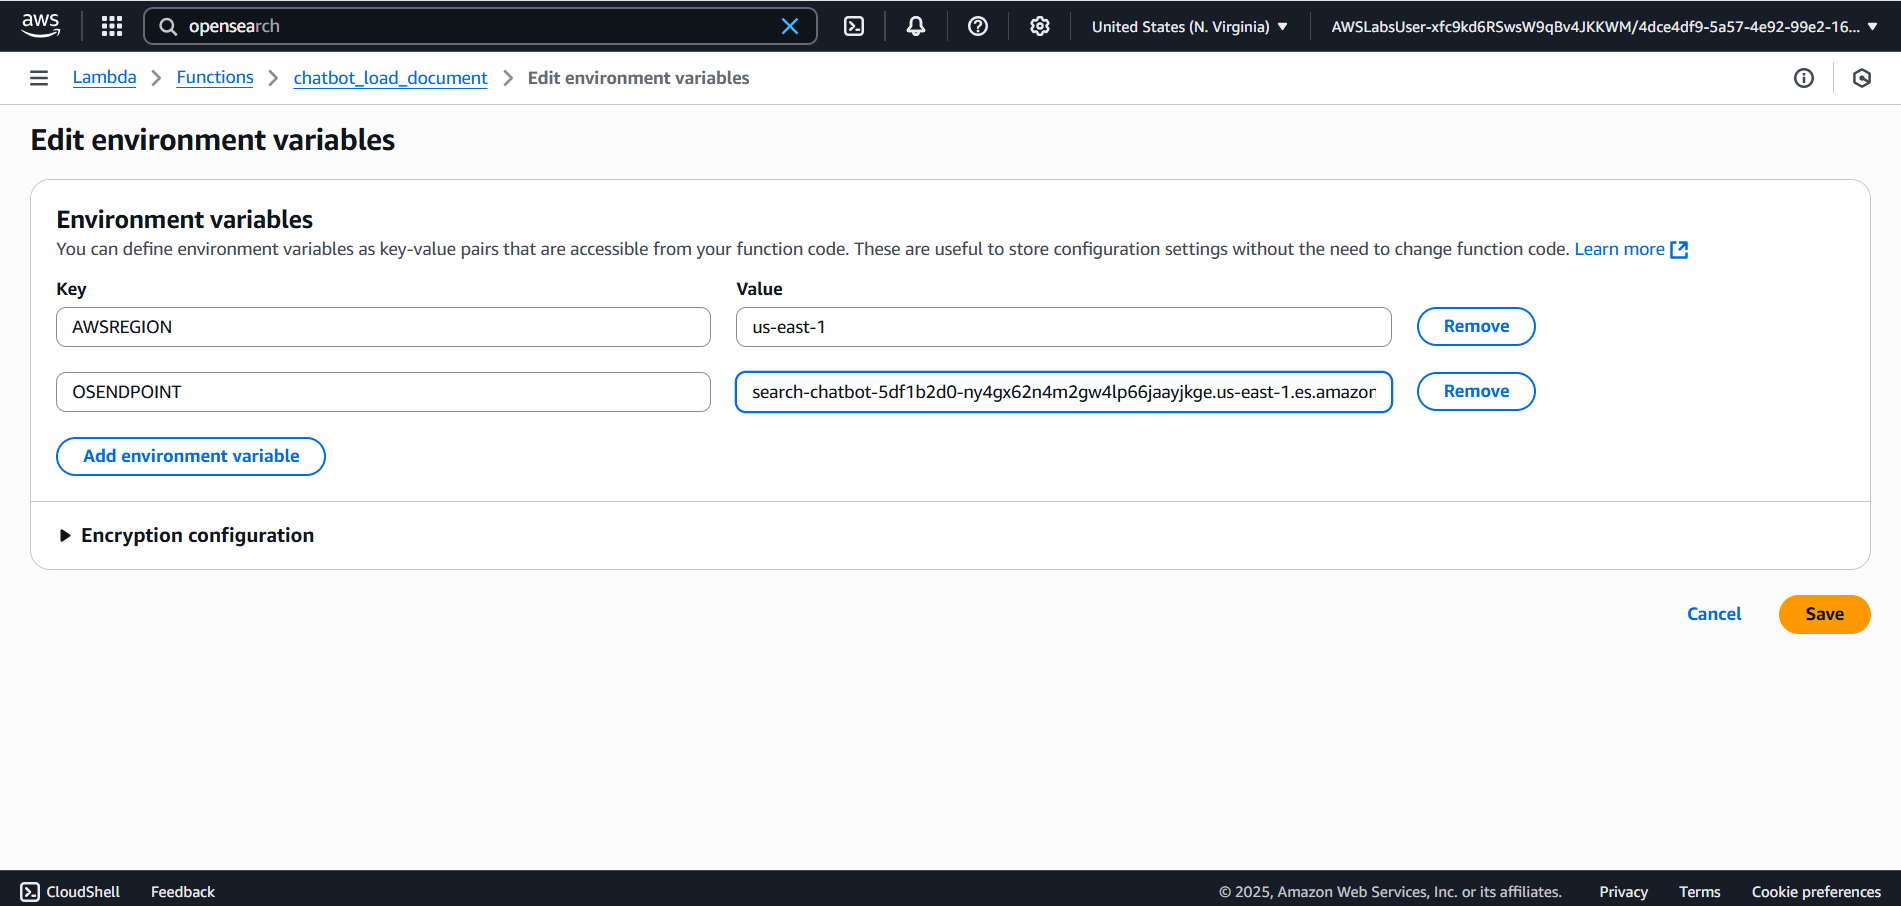 aws
opensearch
United States (N. Virginia)
AWSLabsUser-xfc9kd6RSwsW9qBv4JKKWM/4dce4df9-5a57-4e92-99e2-16...
Lambda > Functions > chatbot_load_document > Edit environment variables
Edit environment variables
Environment variables
You can define environment variables as key-value pairs that are accessible from your function code. These are useful to store configuration settings without the need to change function code. Learn more
Key Value
AWSREGION us-east-1 Remove
OSENDPOINT search-chatbot-5df1b2d0-ny4gx62n4m2gw4lp66jaayjkge.us-east-1.es.amazon Remove
Add environment variable
Encryption configuration
Cancel Save
CloudShell Feedback © 2025, Amazon Web Services, Inc. or its affiliates. Privacy Terms Cookie preferences